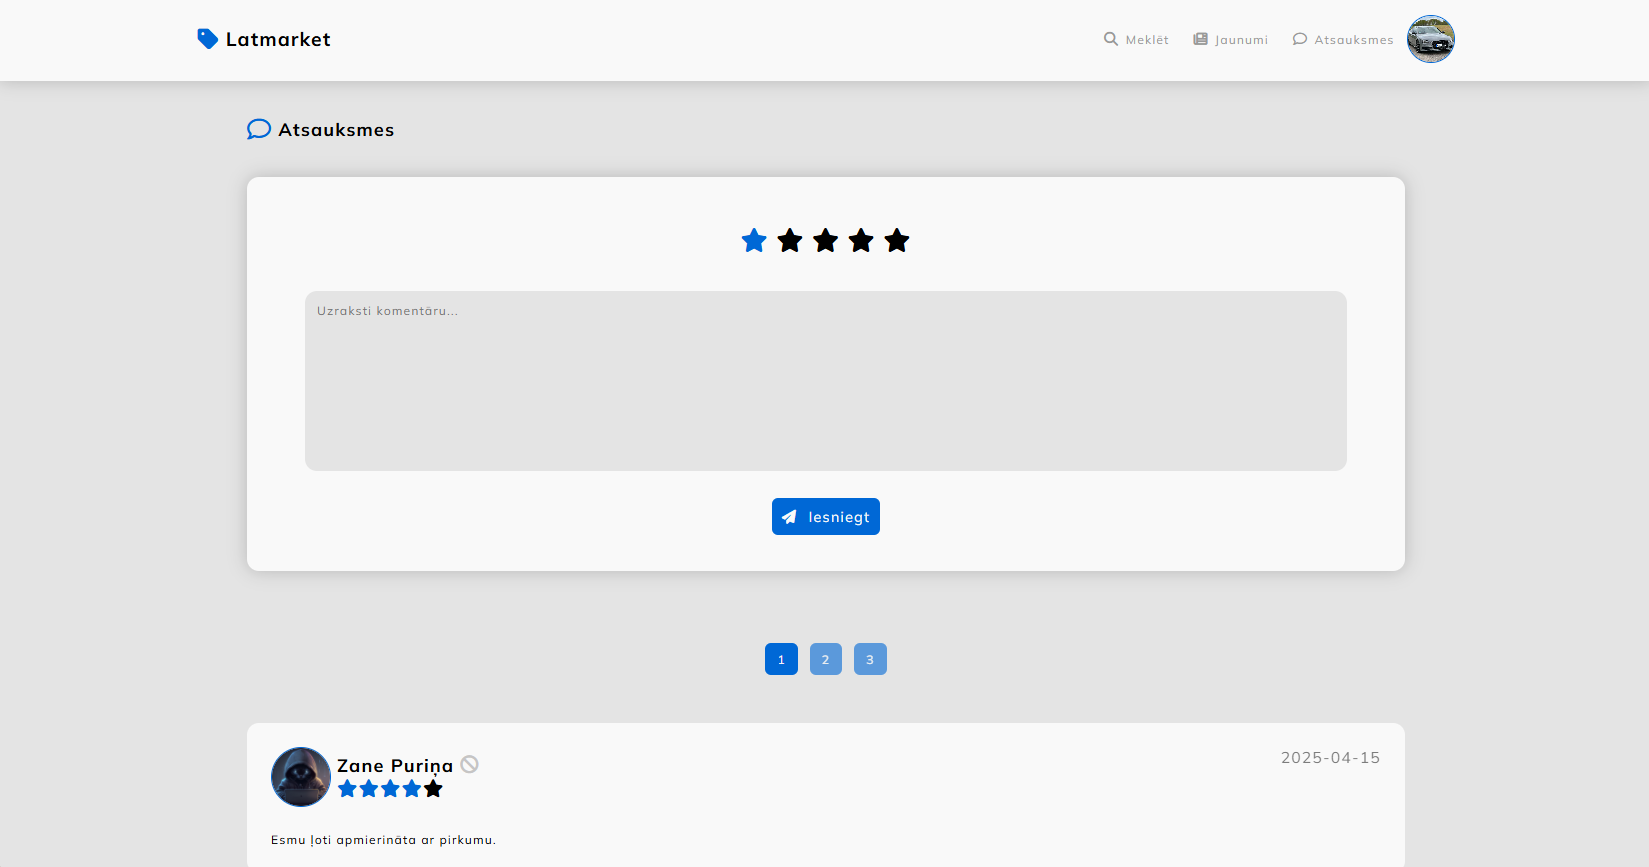 Latmarket
Meklēt
Jaunumi
Atsauksmes
Atsauksmes
Uzraksti komentāru...
Iesniegt
1
2
3
Zane Puriņa
2025-04-15
Esmu ļoti apmierināta ar pirkumu.